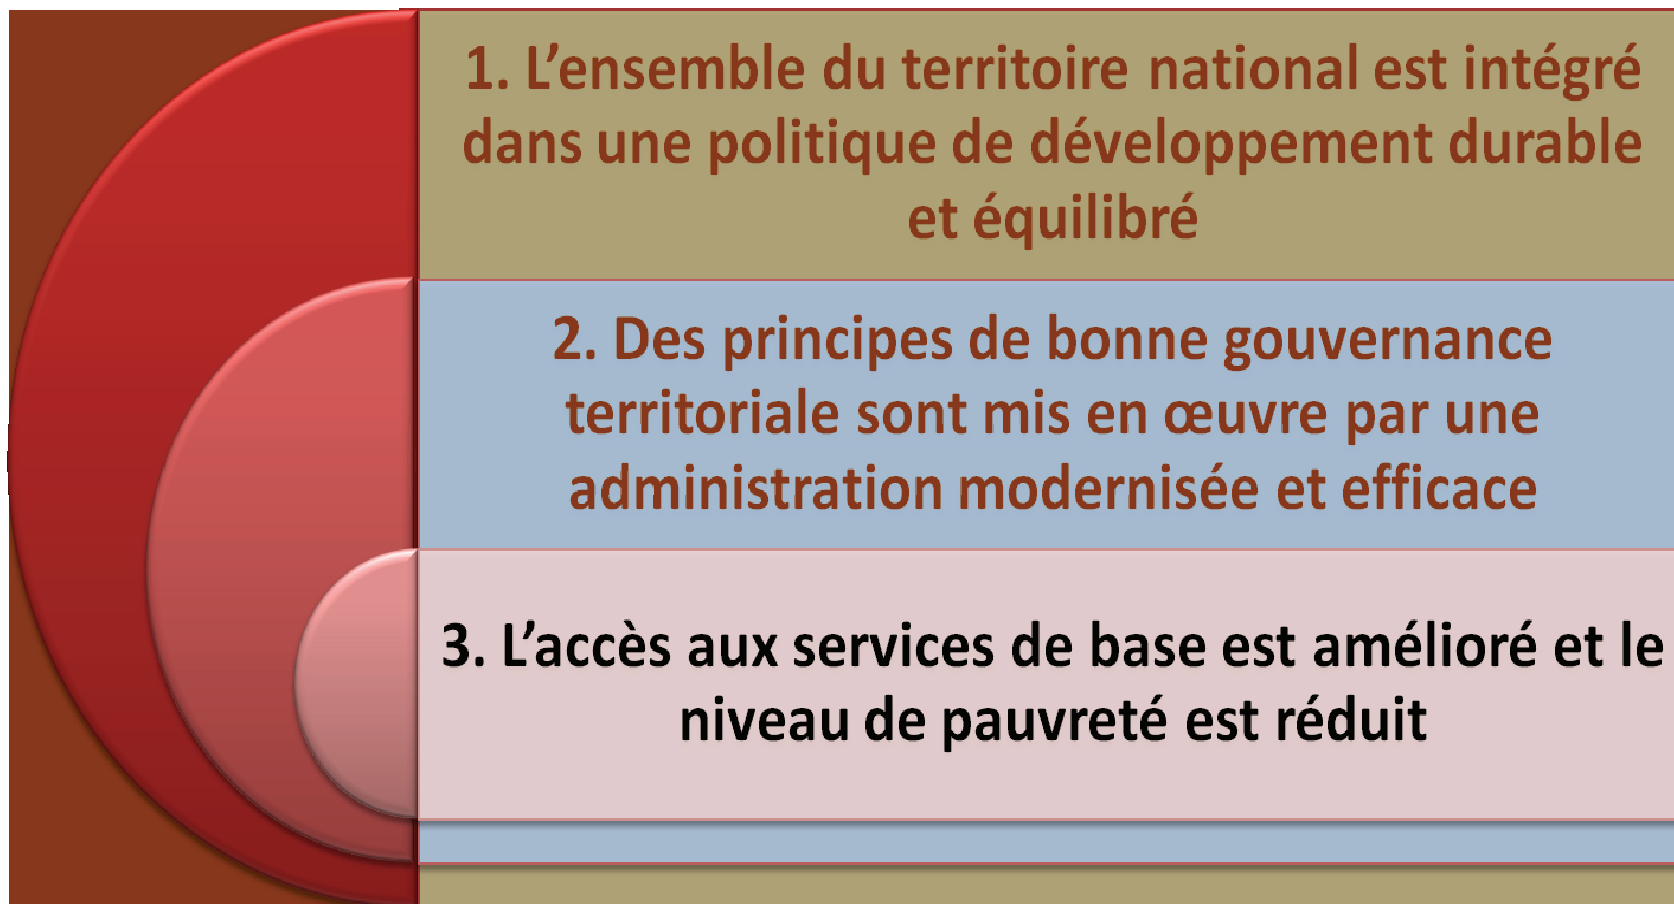 1. L’ensemble du territoire national est intégré
dans une politique de développement durable
et équilibré
2. Des principes de bonne gouvernance
territoriale sont mis en œuvre par une
administration modernisée et efficace
3. L’accès aux services de base est amélioré et le
niveau de pauvreté est réduit